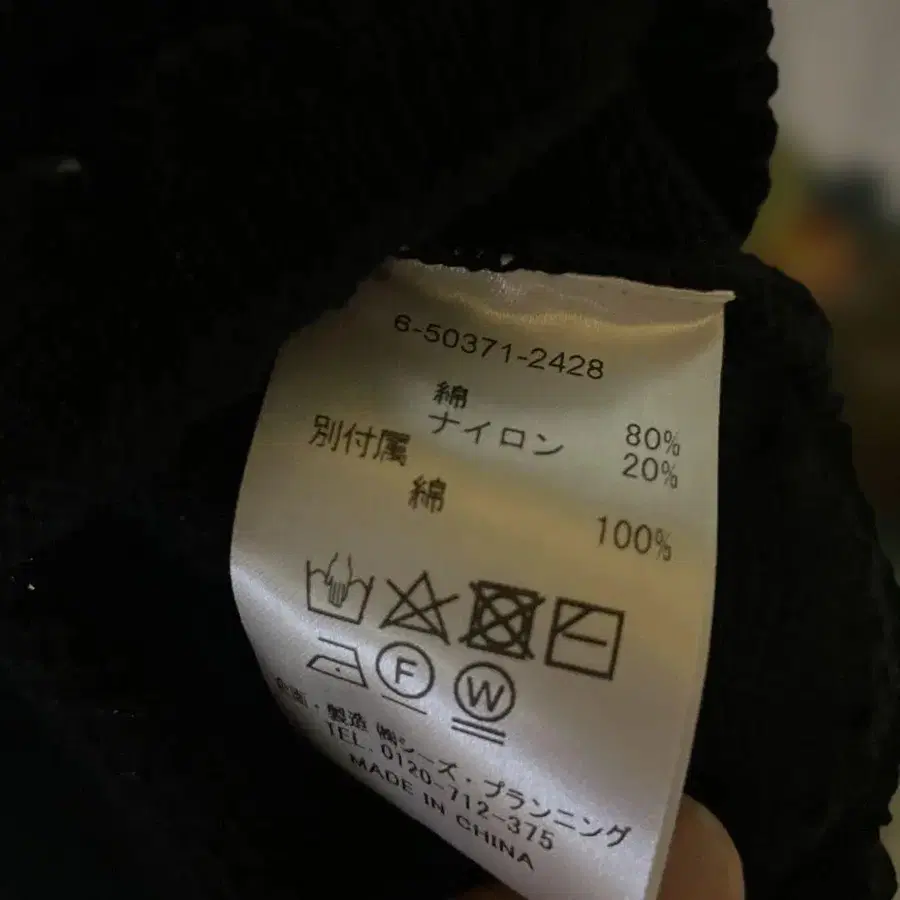 6-50371-2428
綿 80%
ナイロン 20%
別付属
綿 100%
F W
企画・製造 ㈱シーズ・プランニング
TEL. 0120-712-375
MADE IN CHINA